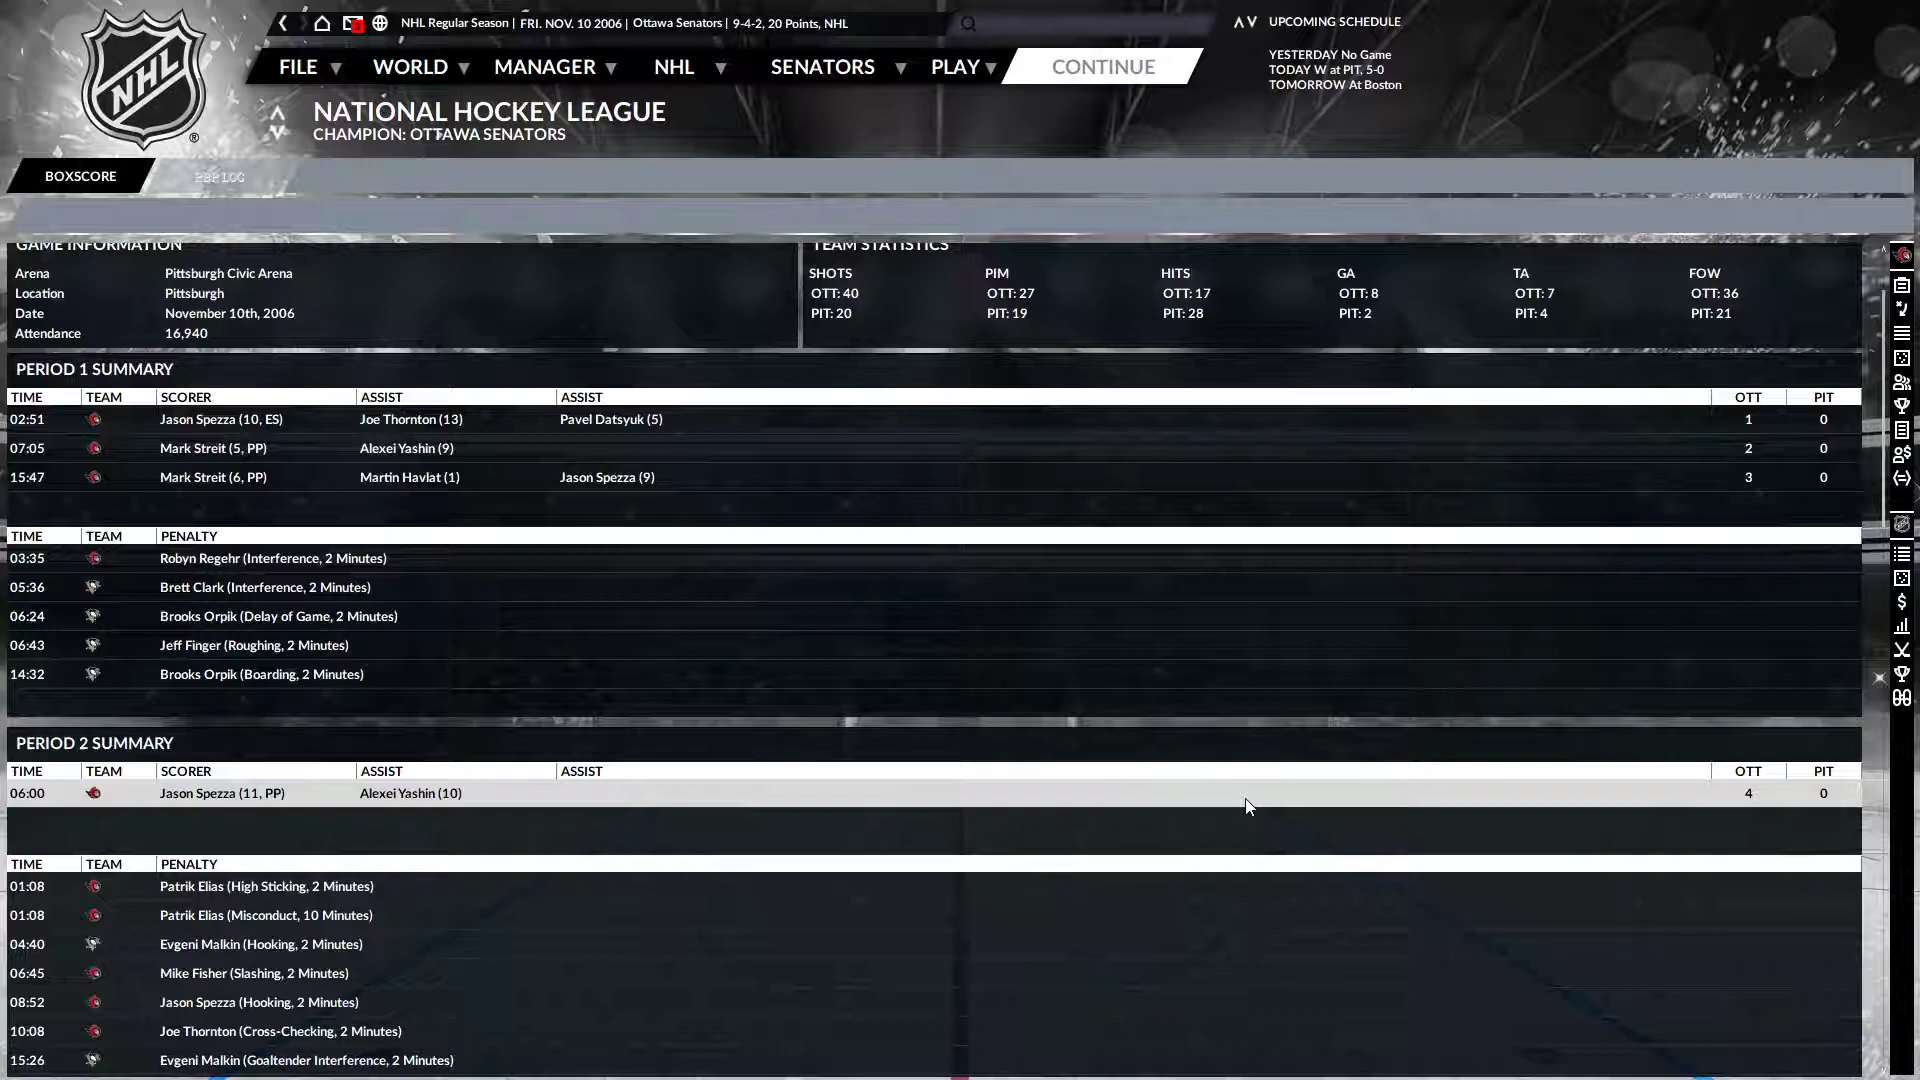 NHL Regular Season | FRI. NOV. 10 2006 | Ottawa Senators | 9-4-2, 20 Points, NHL
UPCOMING SCHEDULE
YESTERDAY No Game
TODAY W at PIT, 5-0
TOMORROW At Boston
NHL
FILE WORLD MANAGER NHL SENATORS PLAY CONTINUE
NATIONAL HOCKEY LEAGUE
CHAMPION: OTTAWA SENATORS
BOXSCORE PBP LOG
GAME INFORMATION
Arena Pittsburgh Civic Arena
Location Pittsburgh
Date November 10th, 2006
Attendance 16,940
TEAM STATISTICS
SHOTS PIM HITS GA TA FOW
OTT: 40 OTT: 27 OTT: 17 OTT: 8 OTT: 7 OTT: 36
PIT: 20 PIT: 19 PIT: 28 PIT: 2 PIT: 4 PIT: 21
PERIOD 1 SUMMARY
TIME TEAM SCORER ASSIST ASSIST OTT PIT
02:51 Jason Spezza (10, ES) Joe Thornton (13) Pavel Datsyuk (5) 1 0
07:05 Mark Streit (5, PP) Alexei Yashin (9) 2 0
15:47 Mark Streit (6, PP) Martin Havlat (1) Jason Spezza (9) 3 0
TIME TEAM PENALTY
03:35 Robyn Regehr (Interference, 2 Minutes)
05:36 Brett Clark (Interference, 2 Minutes)
06:24 Brooks Orpik (Delay of Game, 2 Minutes)
06:43 Jeff Finger (Roughing, 2 Minutes)
14:32 Brooks Orpik (Boarding, 2 Minutes)
PERIOD 2 SUMMARY
TIME TEAM SCORER ASSIST ASSIST OTT PIT
06:00 Jason Spezza (11, PP) Alexei Yashin (10) 4 0
TIME TEAM PENALTY
01:08 Patrik Elias (High Sticking, 2 Minutes)
01:08 Patrik Elias (Misconduct, 10 Minutes)
04:40 Evgeni Malkin (Hooking, 2 Minutes)
06:45 Mike Fisher (Slashing, 2 Minutes)
08:52 Jason Spezza (Hooking, 2 Minutes)
10:08 Joe Thornton (Cross-Checking, 2 Minutes)
15:26 Evgeni Malkin (Goaltender Interference, 2 Minutes)